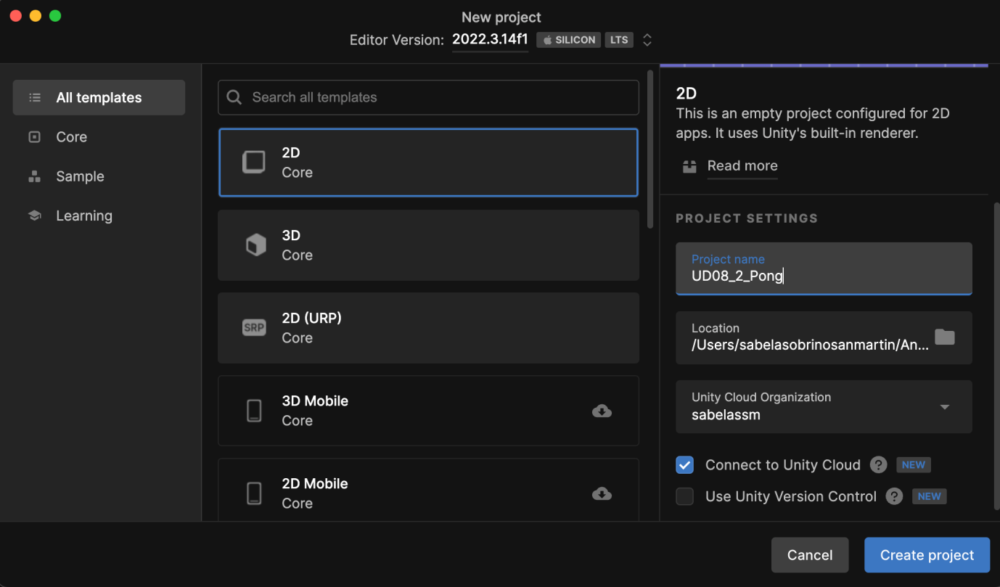 New project
Editor Version: 2022.3.14f1 SILICON LTS
All templates
Core
Sample
Learning
Search all templates
2D
Core
3D
Core
SRP
2D (URP)
Core
3D Mobile
Core
2D Mobile
Core
2D
This is an empty project configured for 2D
apps. It uses Unity's built-in renderer.
Read more
PROJECT SETTINGS
Project name
UD08_2_Pong
Location
/Users/sabelasobrinosanmartin/An...
Unity Cloud Organization
sabelassm
Connect to Unity Cloud ? NEW
Use Unity Version Control ? NEW
Cancel
Create project